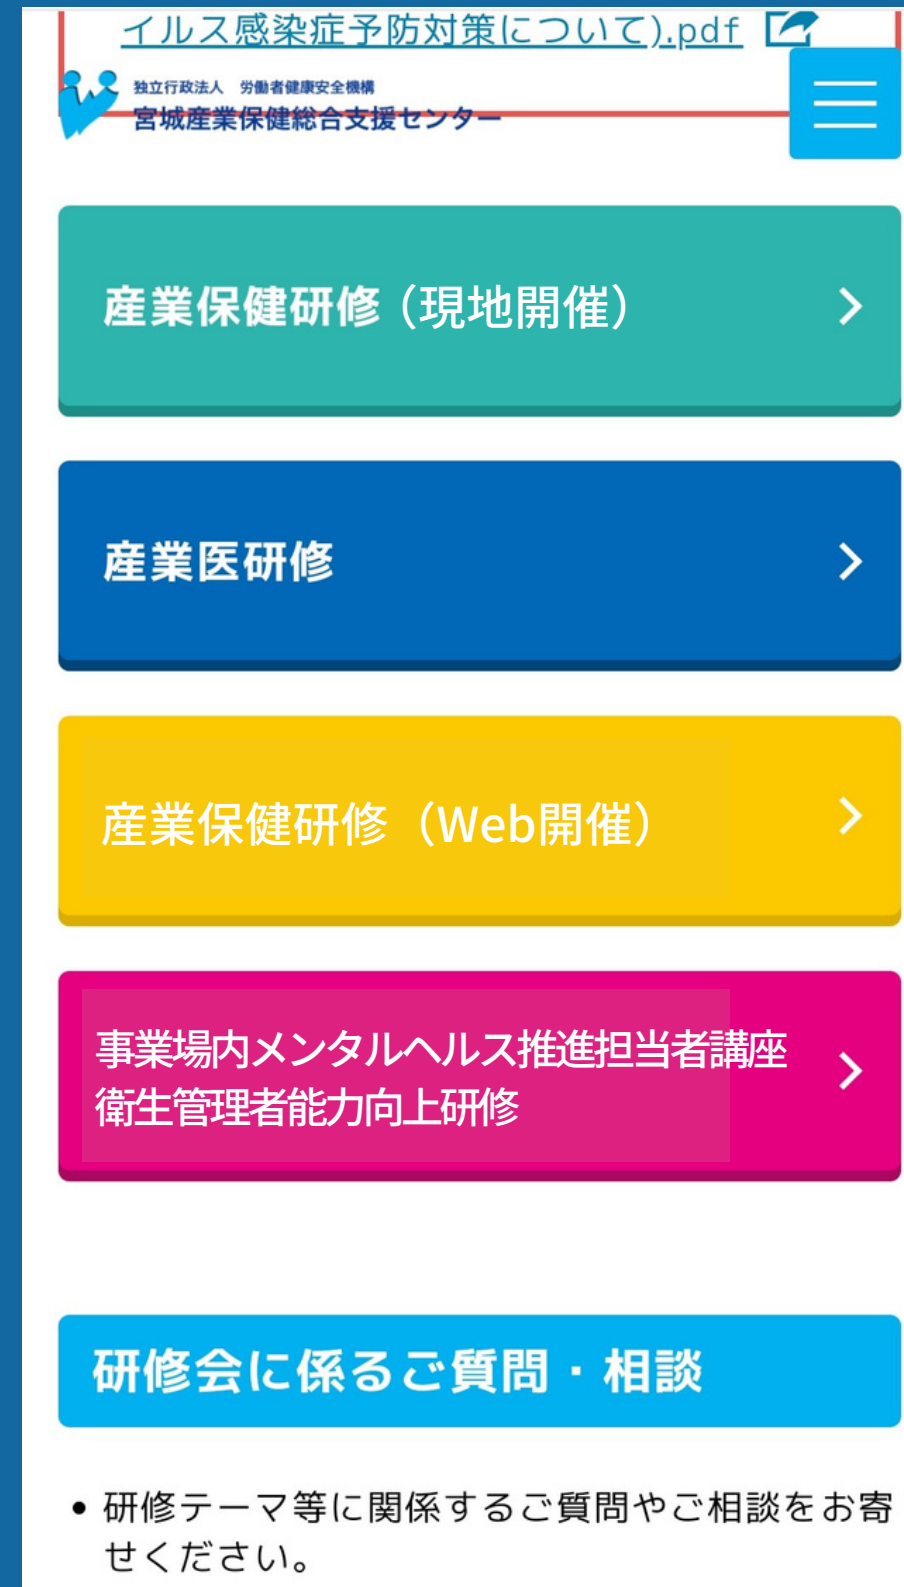 イルス感染症予防対策について).pdf
独立行政法人　労働者健康安全機構
宮城産業保健総合支援センター
産業保健研修（現地開催）
産業医研修
産業保健研修（Web開催）
事業場内メンタルヘルス推進担当者講座
衛生管理者能力向上研修
研修会に係るご質問・相談
• 研修テーマ等に関係するご質問やご相談をお寄
せください。